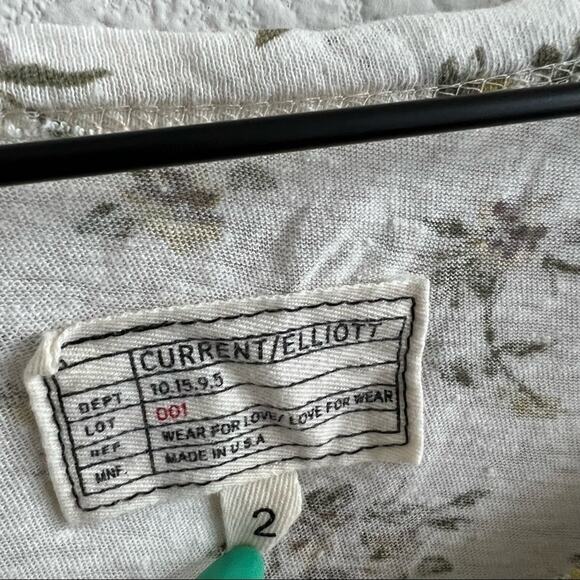 CURRENT/ELLIOTT
DEPT. 10.15.9.5
LOT 001
REF. WEAR FOR LOVE/ LOVE FOR WEAR
MNF. MADE IN U.S.A
2